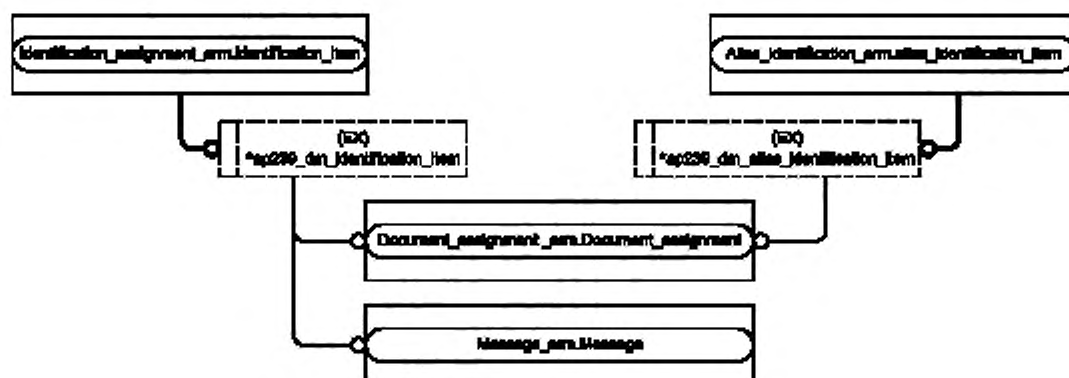 Identification_assignment_arm.identification_item
Alias_identification_arm.alias_identification_item
(EX)
*ap239_dm_identification_item
(EX)
*ap239_dm_alias_identification_item
Document_assignment_arm.Document_assignment
Message_arm.Message